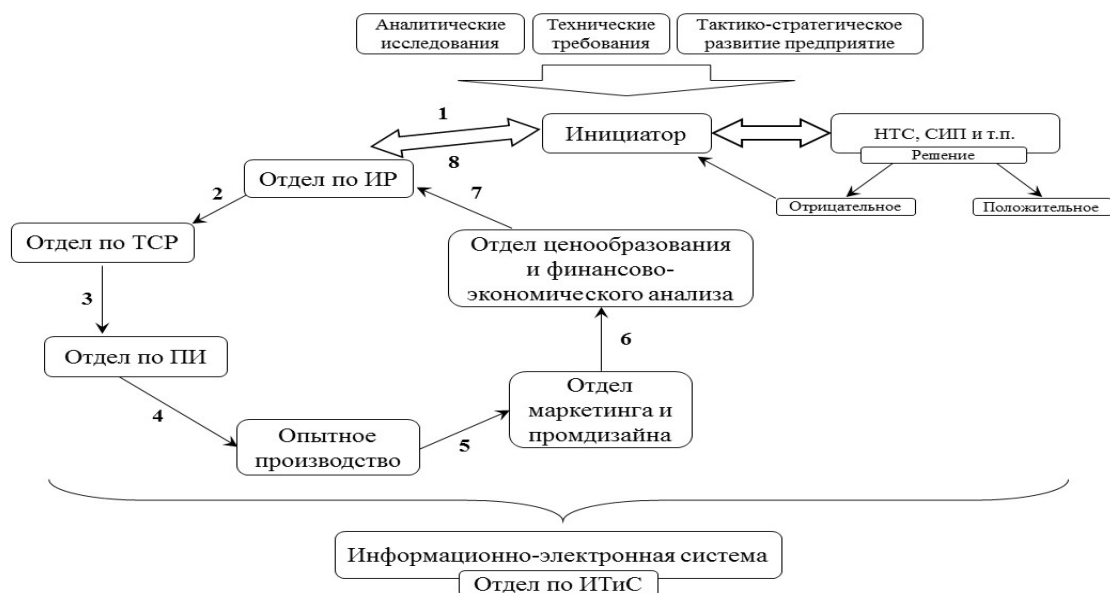 Аналитические
исследования
Технические
требования
Тактико-стратегическое
развитие предприятие
1
Инициатор
НТС, СИП и т.п.
Решение
8
Отдел по ИР
7
2
Отрицательное
Положительное
Отдел по ТСР
Отдел ценообразования
и финансово-
экономического анализа
3
6
Отдел по ПИ
Отдел
маркетинга и
промдизайна
4
Опытное
производство
5
Информационно-электронная система
Отдел по ИТиС